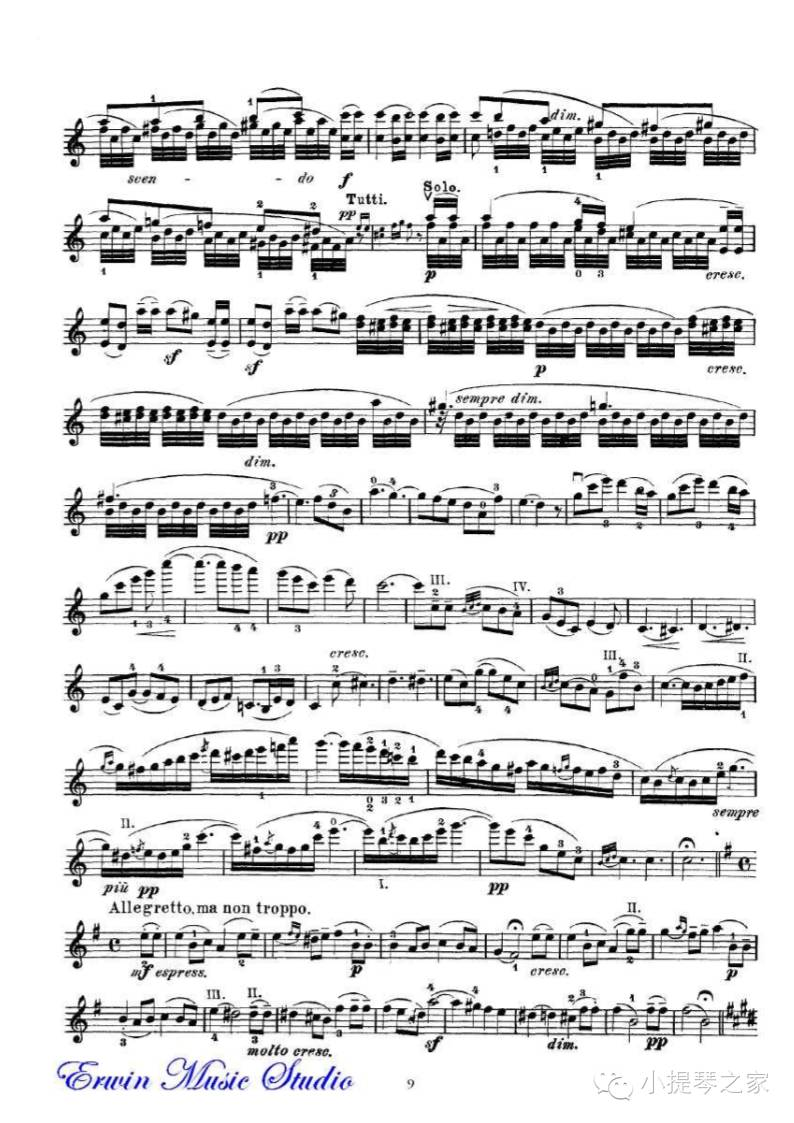 dim.
scen - - do f
Tutti. pp Solo.
p cresc.
sf sf p cresc.
sempre dim.
dim.
pp
III. IV.
cresc. III. II.
sempre
II.
più pp I. pp
Allegretto, ma non troppo.
II.
mf espress. p cresc. p
III. II.
molto cresc. sf dim. pp
Erwin Music Studio 9 小提琴之家